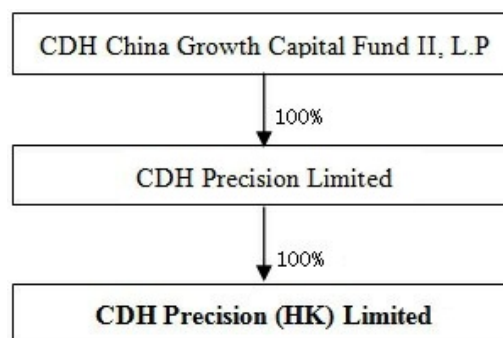 CDH China Growth Capital Fund II, L.P
100%
CDH Precision Limited
100%
CDH Precision (HK) Limited